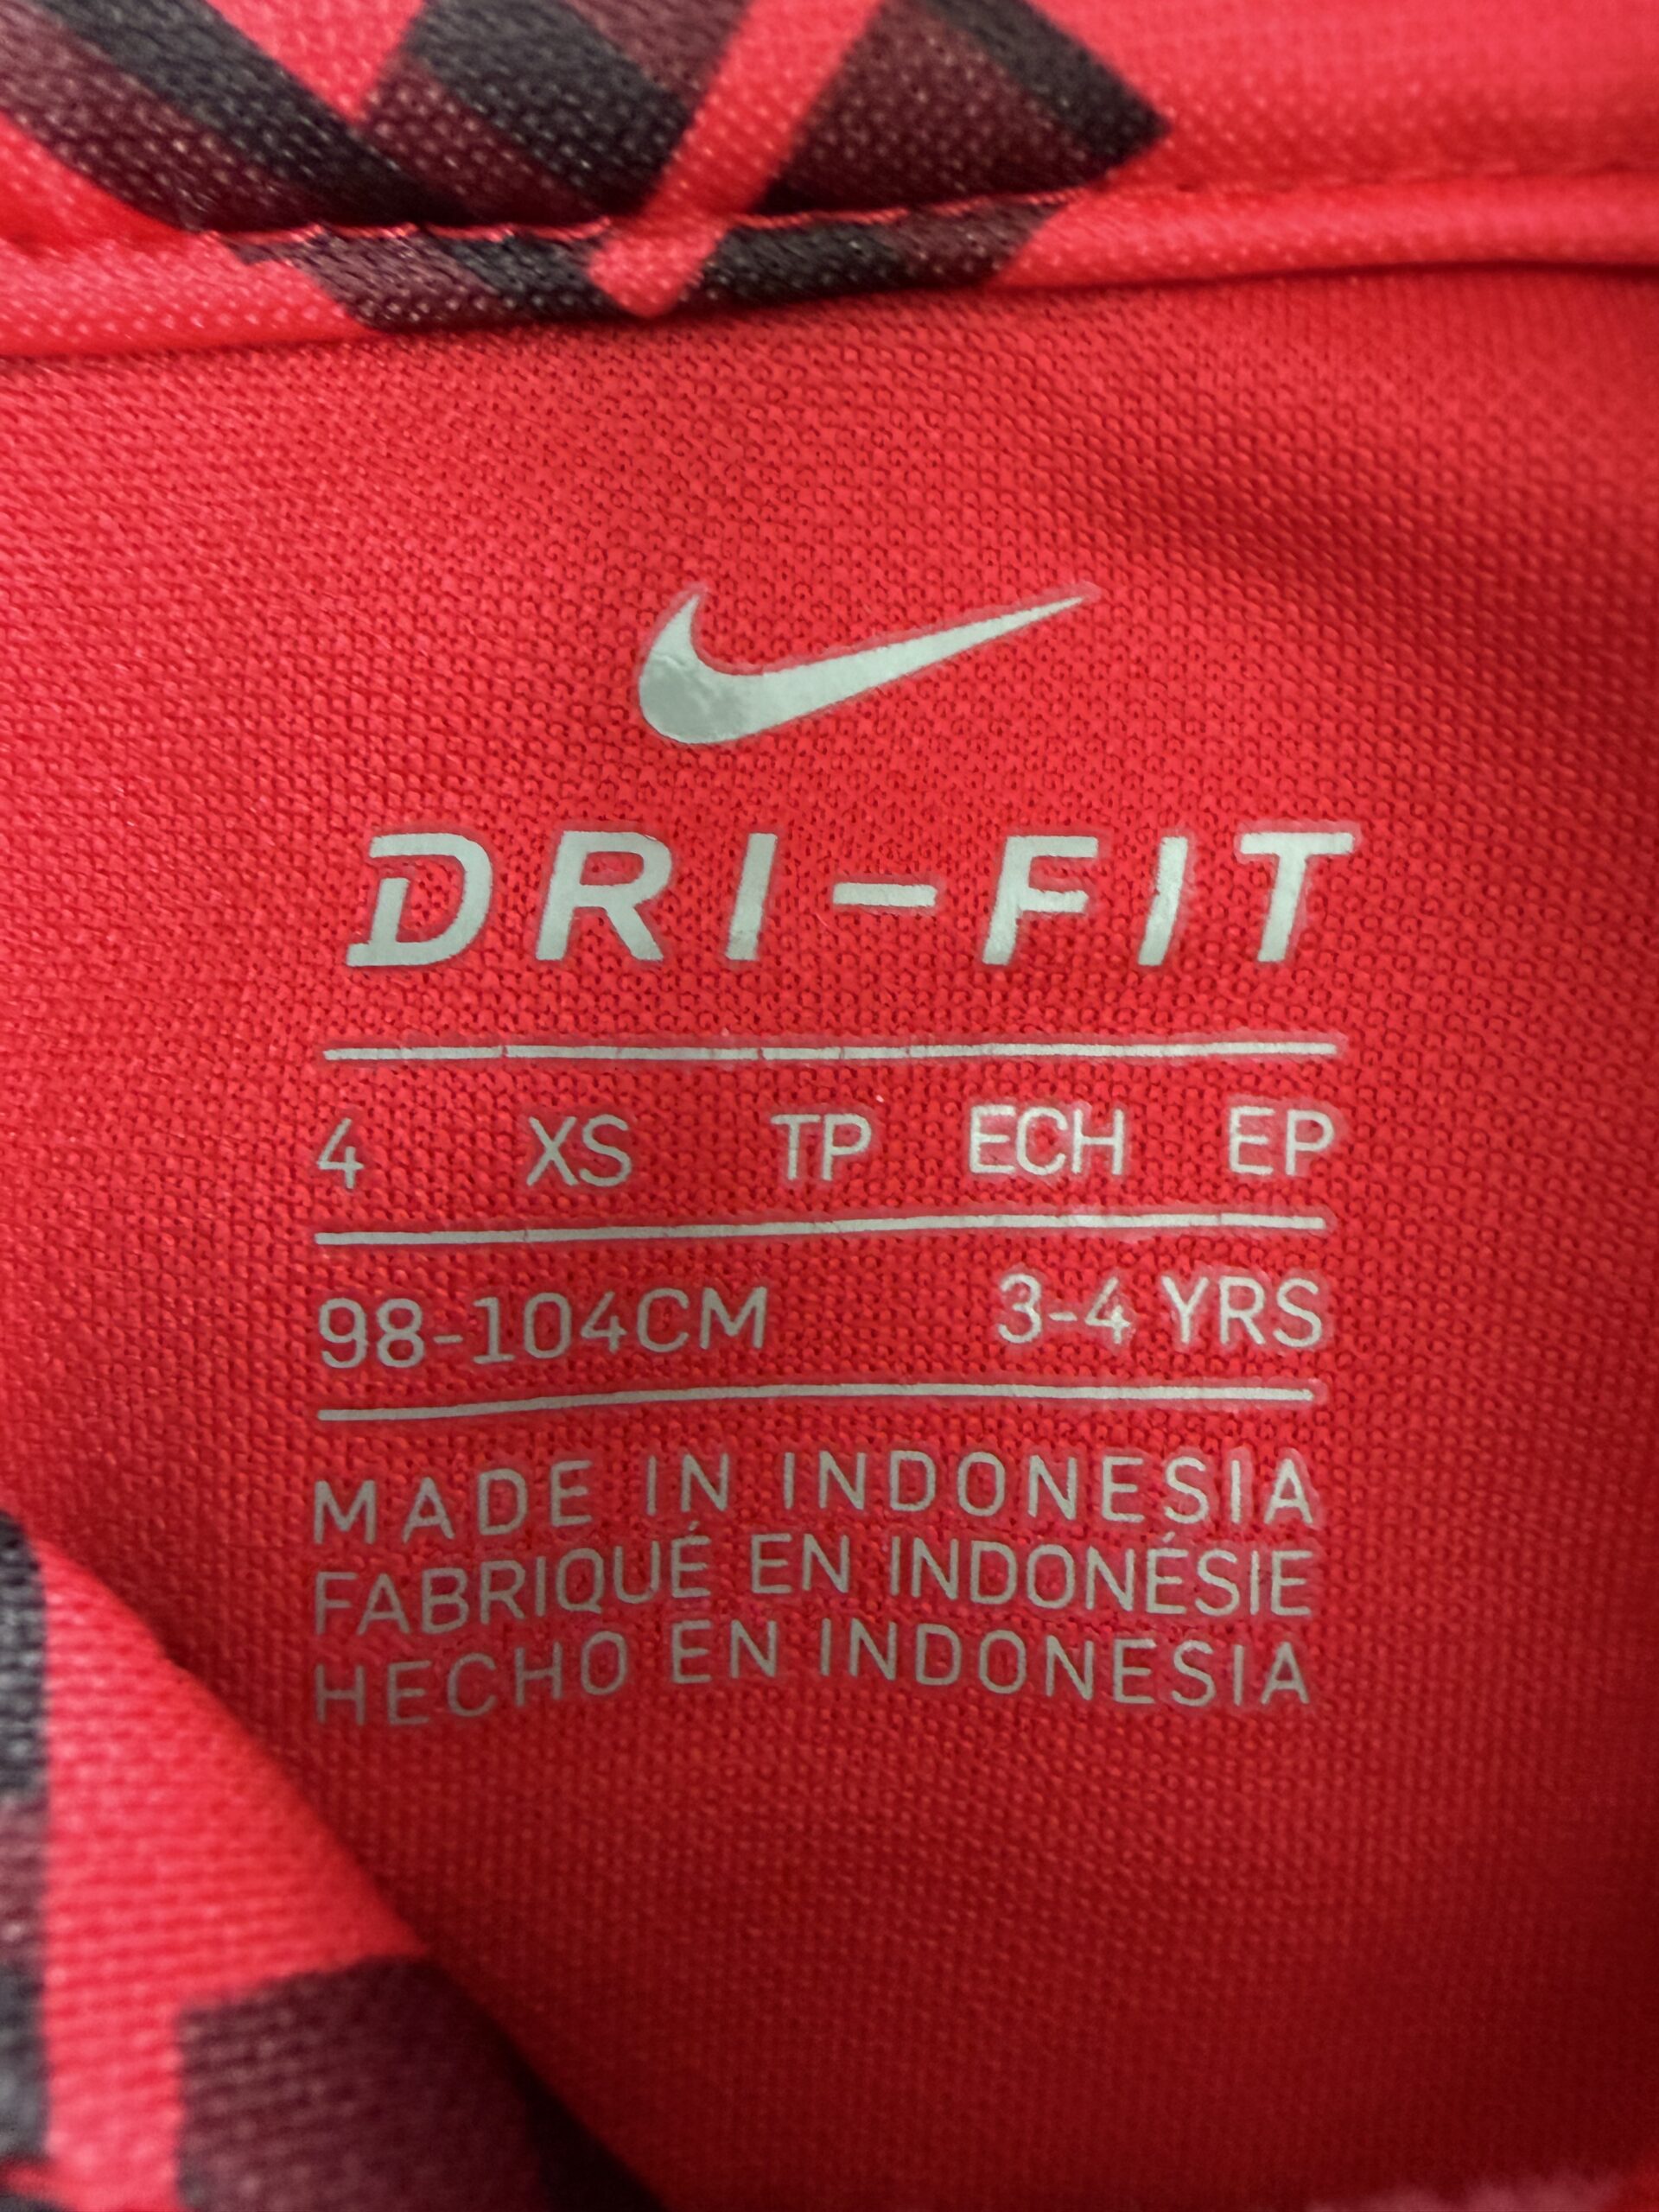 DRI-FIT
4 XS TP ECH EP
98-104CM 3-4 YRS
MADE IN INDONESIA
FABRIQUÉ EN INDONÉSIE
HECHO EN INDONESIA